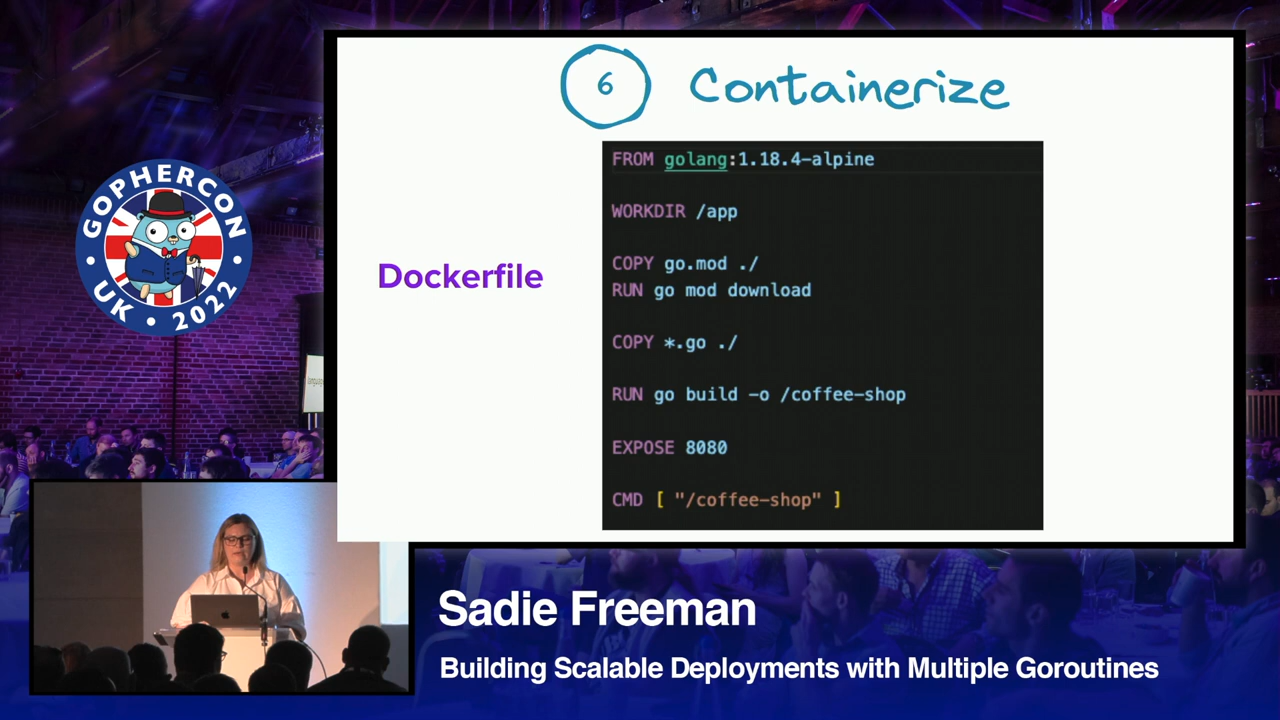 6 Containerize
GOPHERCON
UK • 2022
Dockerfile
FROM golang:1.18.4-alpine
WORKDIR /app
COPY go.mod ./
RUN go mod download
COPY *.go ./
RUN go build -o /coffee-shop
EXPOSE 8080
CMD [ "/coffee-shop" ]
Sadie Freeman
Building Scalable Deployments with Multiple Goroutines